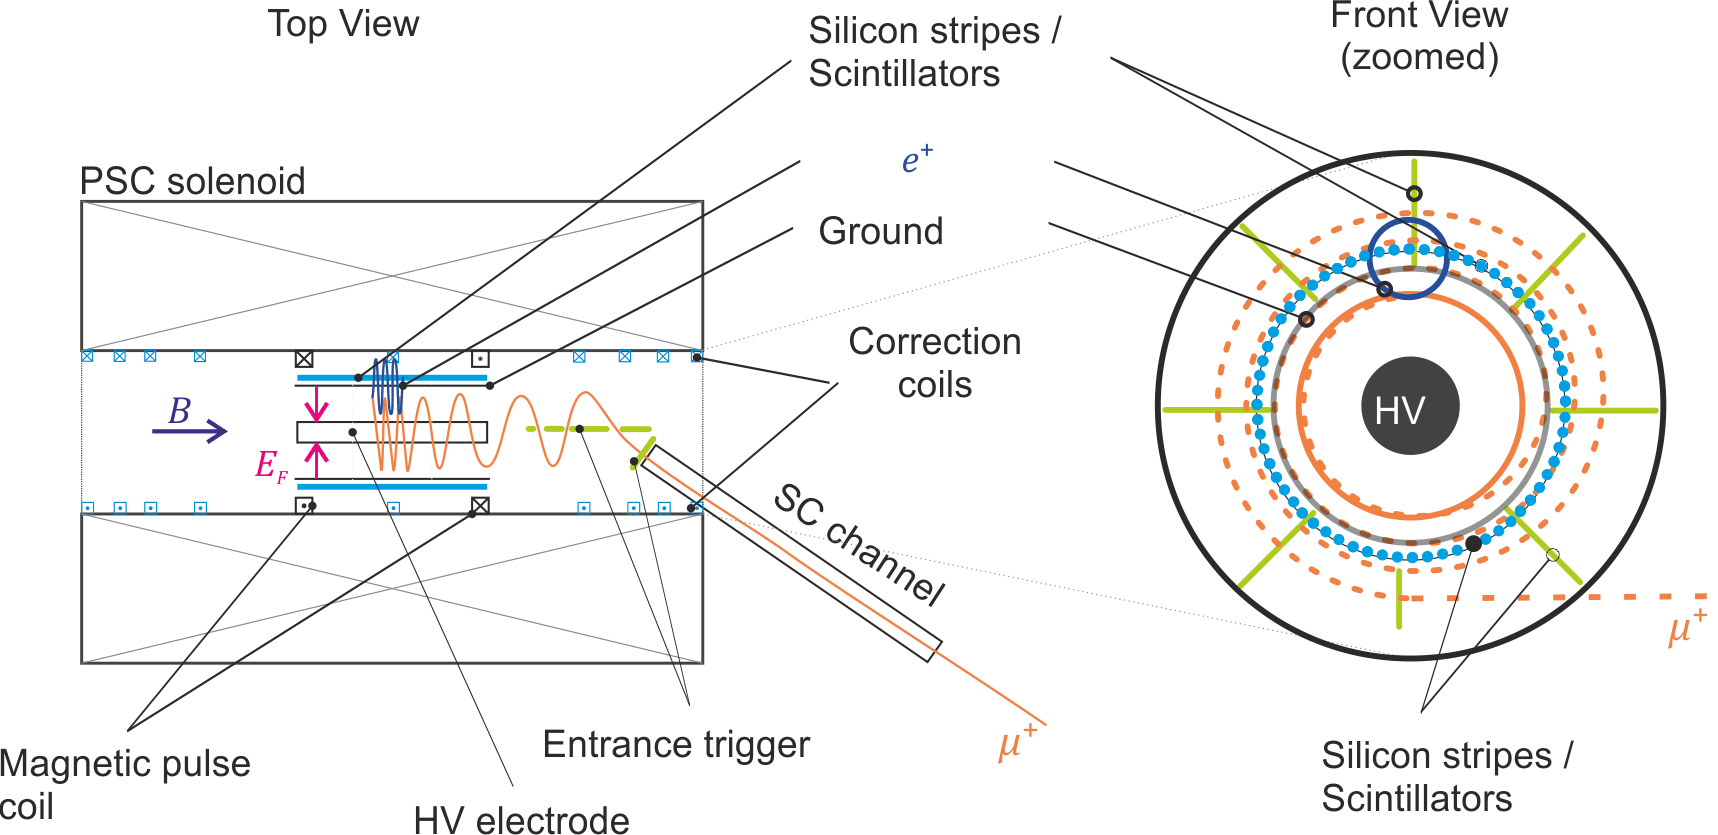 Top View
Silicon stripes /
Scintillators
Front View
(zoomed)
e+
PSC solenoid
Ground
Correction
coils
B
HV
E_F
SC channel
μ+
μ+
Entrance trigger
Magnetic pulse
coil
HV electrode
Silicon stripes /
Scintillators